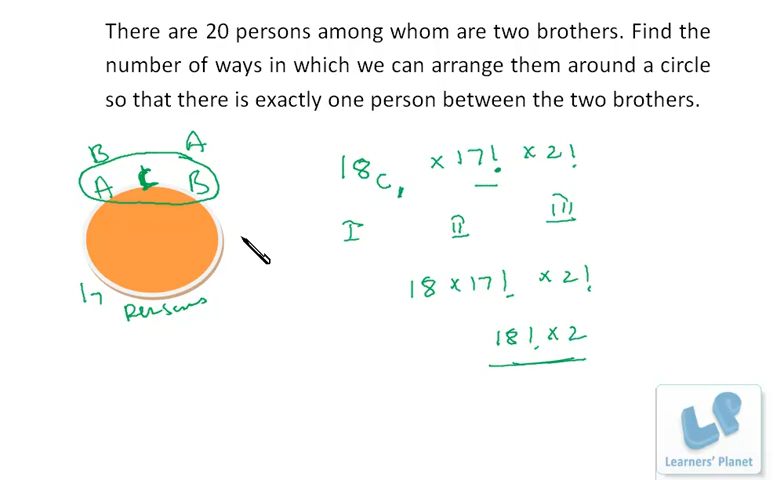 There are 20 persons among whom are two brothers. Find the
number of ways in which we can arrange them around a circle
so that there is exactly one person between the two brothers.
B A
A C B
17 Persons
18C1 × 17! × 2!
I II III
18 × 17! × 2!
18! × 2
LP
Learners' Planet